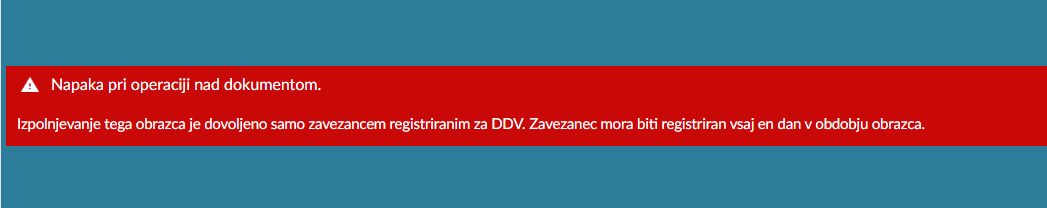 Napaka pri operaciji nad dokumentom.
Izpolnjevanje tega obrazca je dovoljeno samo zavezancem registriranim za DDV. Zavezanec mora biti registriran vsaj en dan v obdobju obrazca.